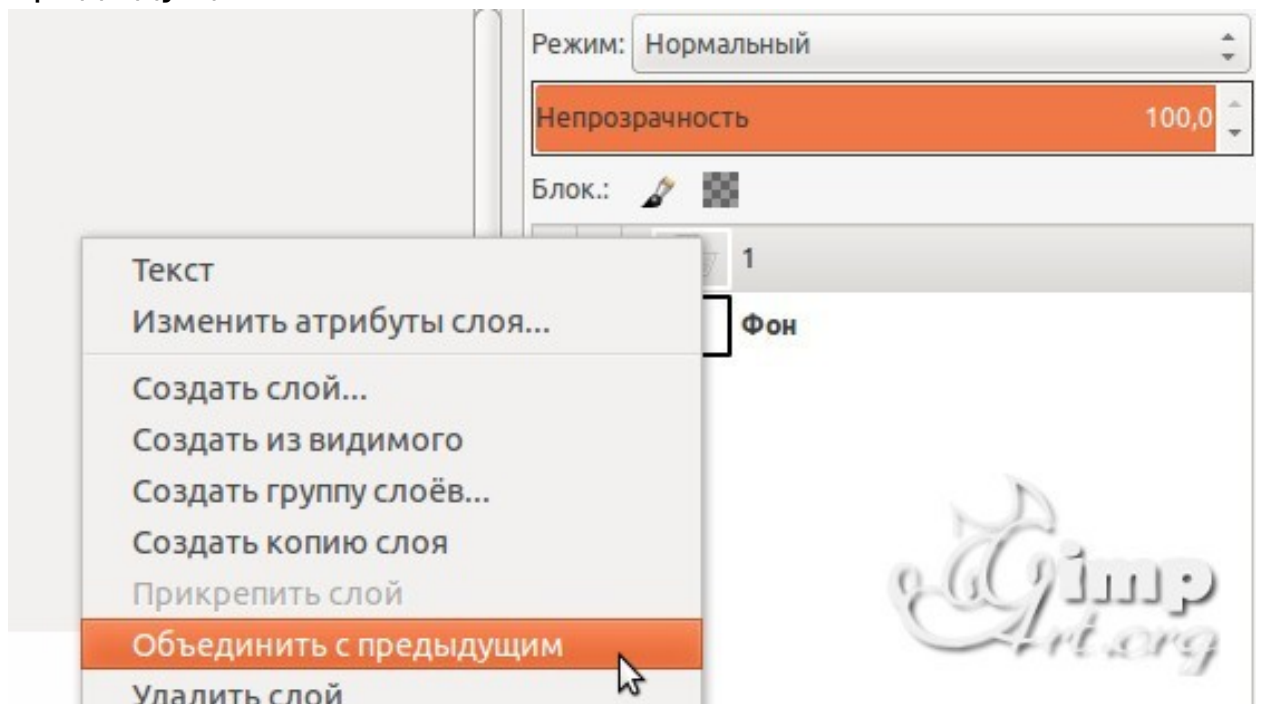 Режим: Нормальный
Непрозрачность 100,0
Блок.:
1
Фон
Текст
Изменить атрибуты слоя...
Создать слой...
Создать из видимого
Создать группу слоёв...
Создать копию слоя
Прикрепить слой
Объединить с предыдущим
Удалить слой
Gimp
Art.org